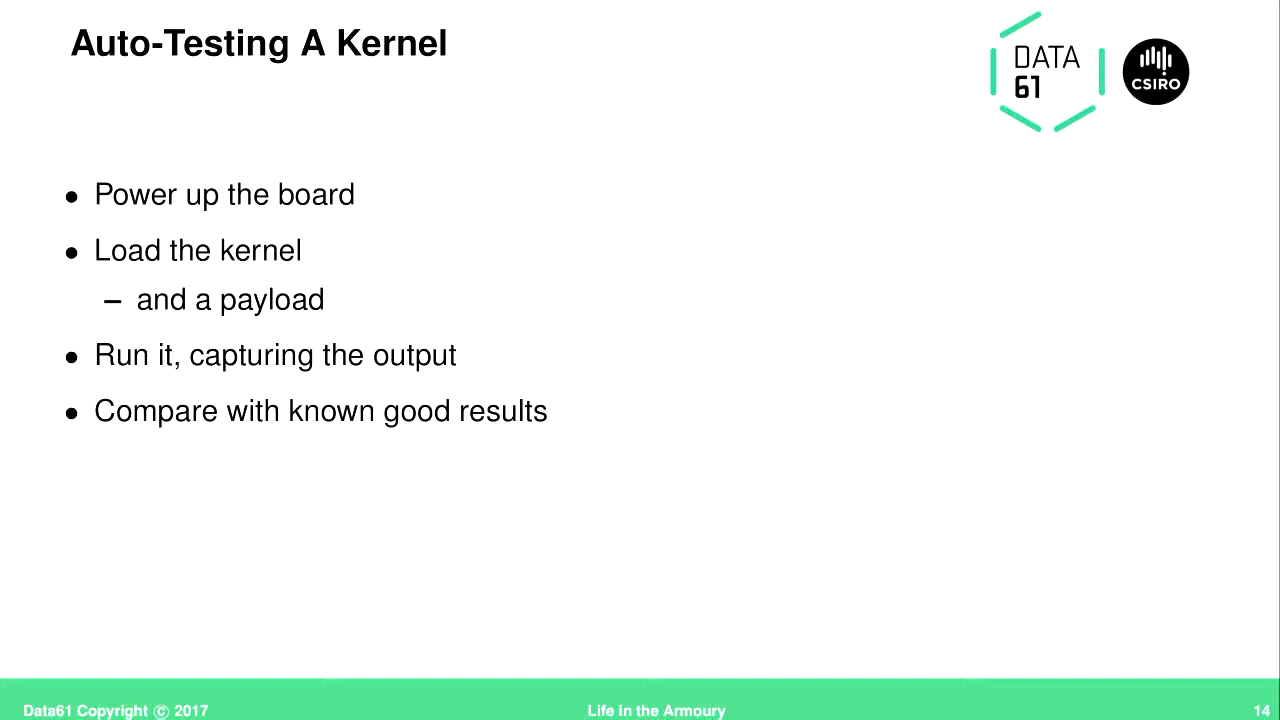 Auto-Testing A Kernel
DATA
61
CSIRO
• Power up the board
• Load the kernel
– and a payload
• Run it, capturing the output
• Compare with known good results
Data61 Copyright © 2017
Life in the Armoury
14